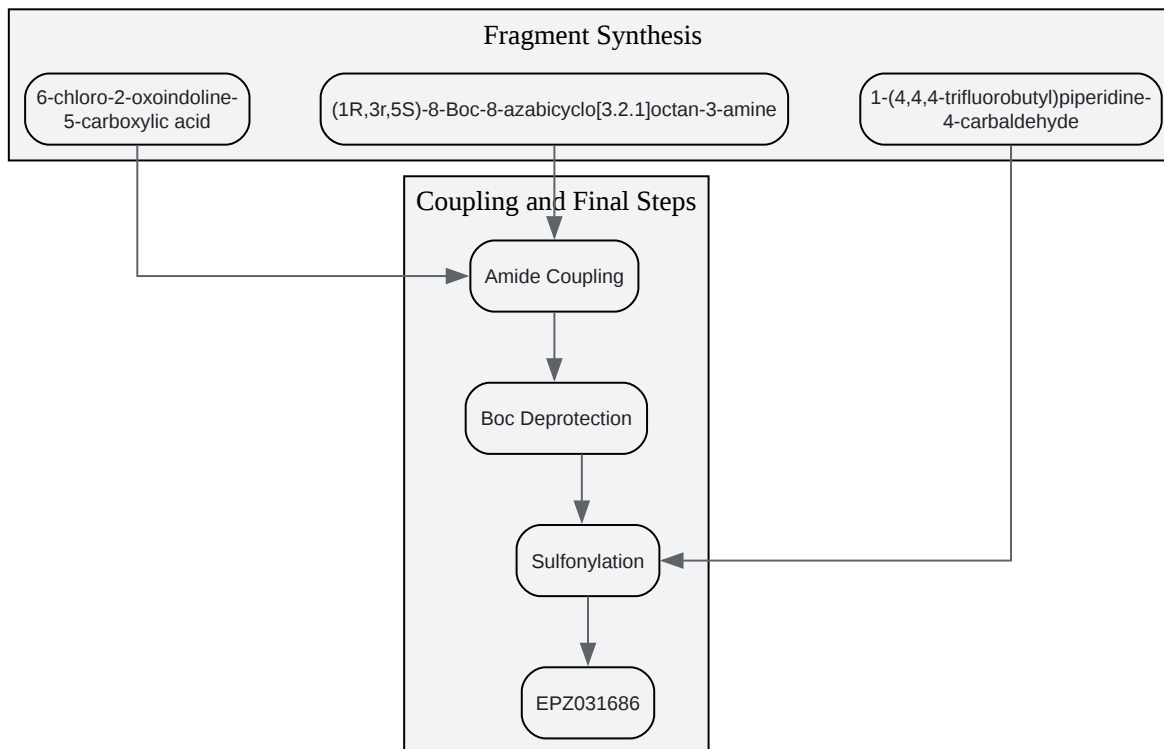 Fragment Synthesis
6-chloro-2-oxoindoline-
5-carboxylic acid
(1R,3r,5S)-8-Boc-8-azabicyclo[3.2.1]octan-3-amine
1-(4,4,4-trifluorobutyl)piperidine-
4-carbaldehyde
Coupling and Final Steps
Amide Coupling
Boc Deprotection
Sulfonylation
EPZ031686